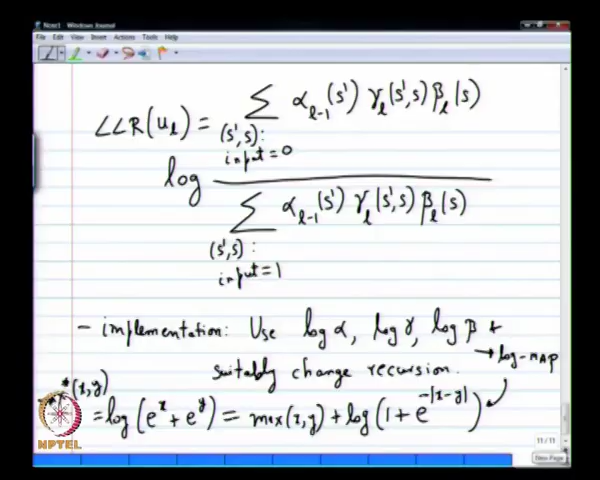 Note1 - Windows Journal
File Edit View Insert Actions Tools Help
LLR(u_l) = log
∑ α_{l-1}(s') γ_l(s',s) β_l(s)
(s',s):
input=0
∑ α_{l-1}(s') γ_l(s',s) β_l(s)
(s',s):
input=1
- implementation: Use log α, log γ, log β &
suitably change recursion. → log-MAP
*(x,y)
= log(e^x + e^y) = max(x,y) + log(1 + e^{-|x-y|})
NPTEL
11/11
New Page